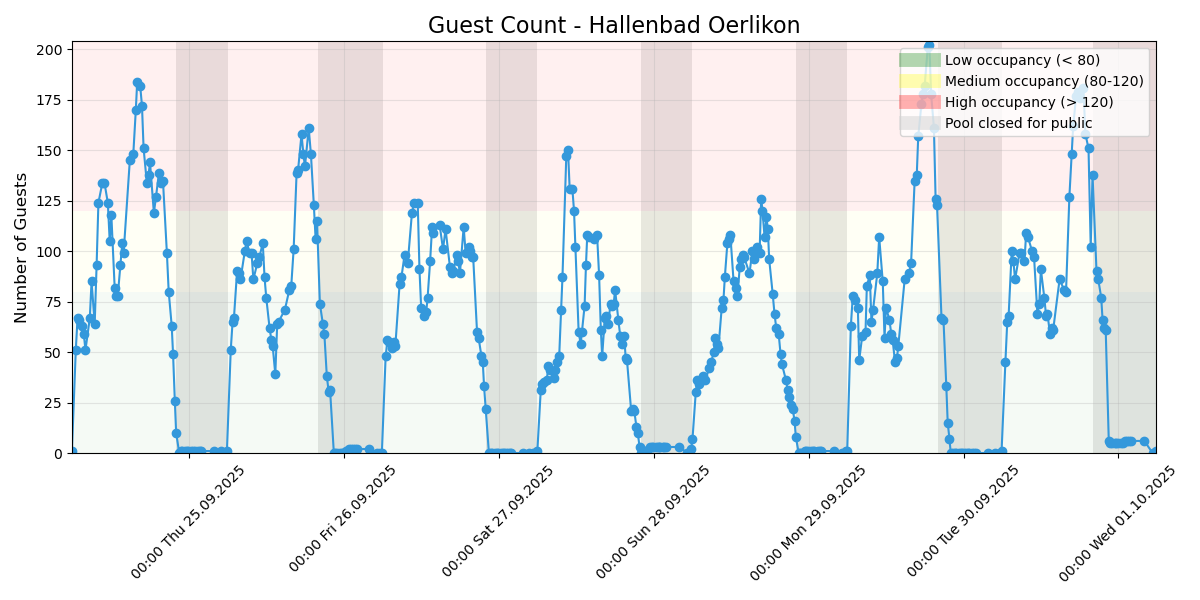 Guest Count - Hallenbad Oerlikon
Number of Guests
200
175
150
125
100
75
50
25
0
Low occupancy (< 80)
Medium occupancy (80-120)
High occupancy (> 120)
Pool closed for public
00:00 Thu 25.09.2025
00:00 Fri 26.09.2025
00:00 Sat 27.09.2025
00:00 Sun 28.09.2025
00:00 Mon 29.09.2025
00:00 Tue 30.09.2025
00:00 Wed 01.10.2025